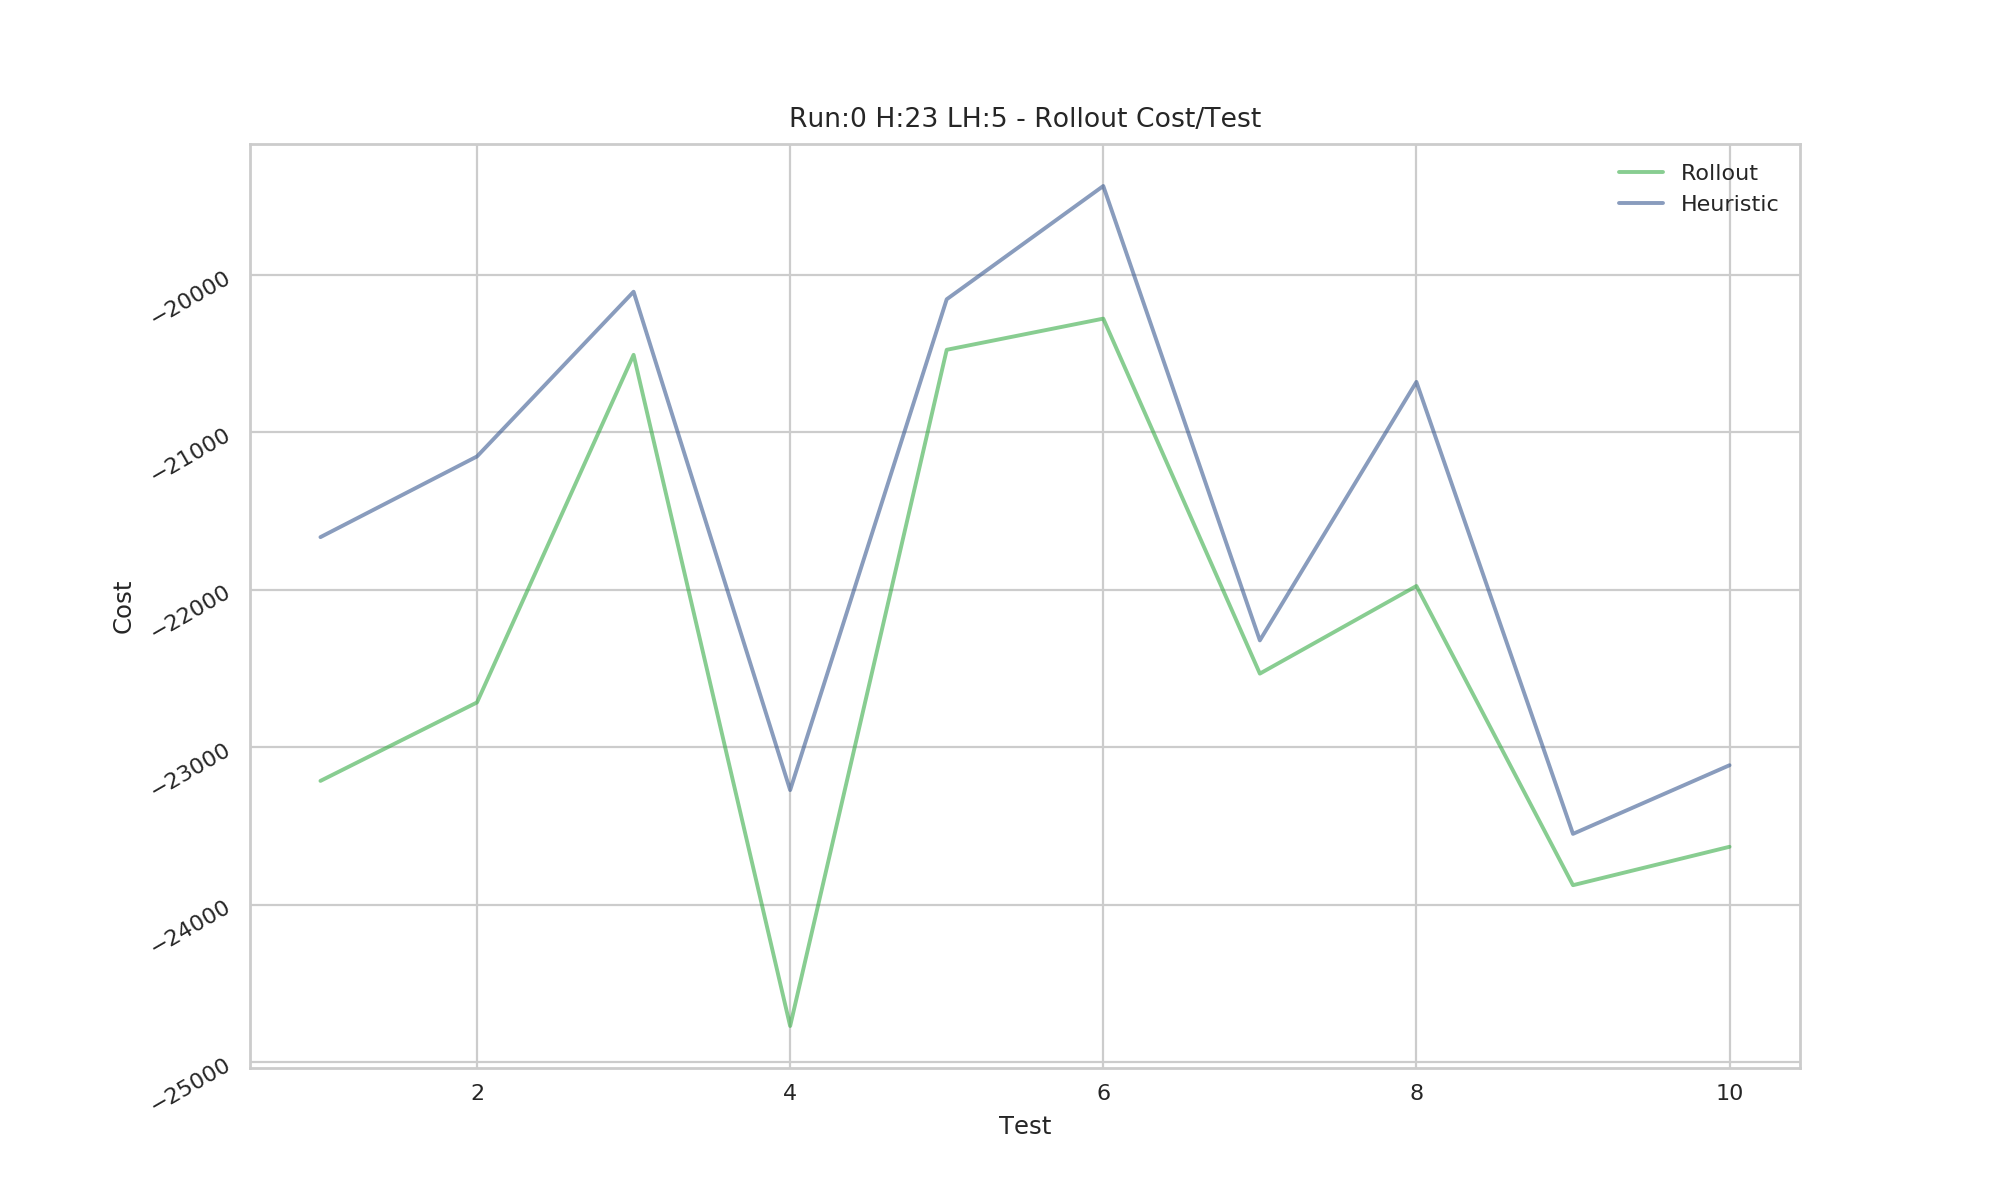 Run:0 H:23 LH:5 - Rollout Cost/Test
Rollout
Heuristic
−20000
−21000
−22000
−23000
−24000
−25000
Cost
2 4 6 8 10
Test